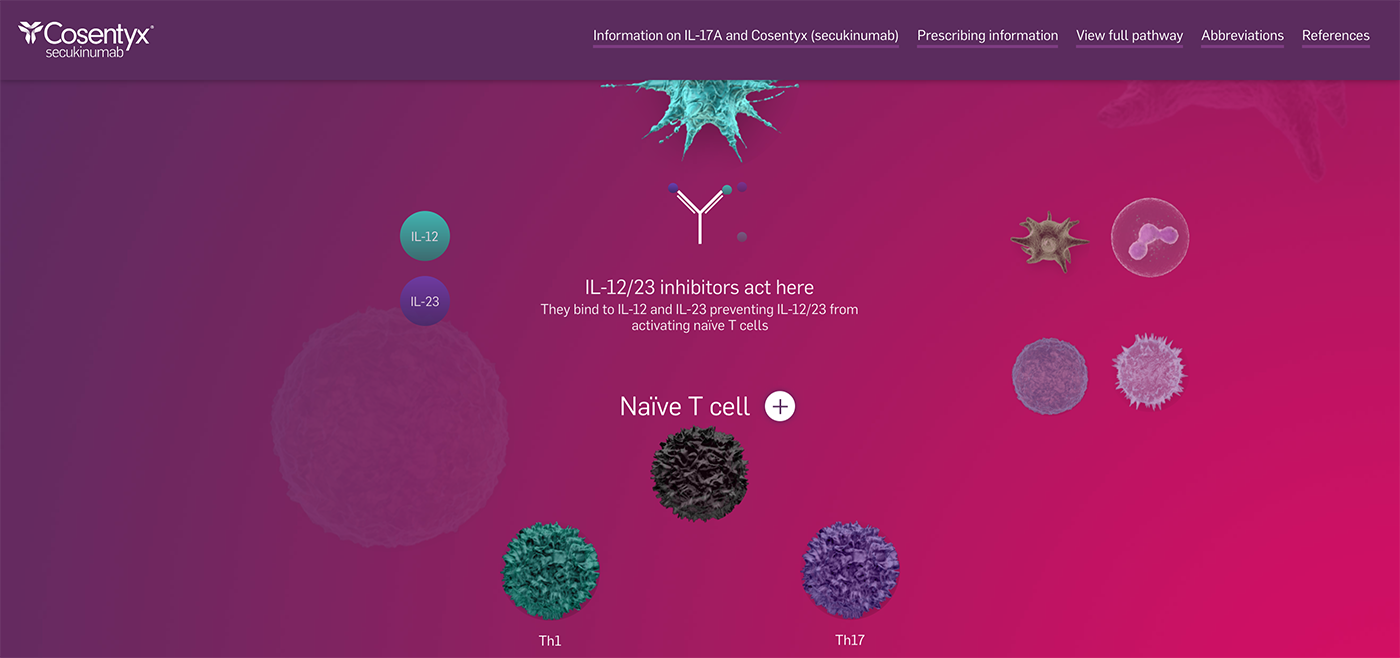 Cosentyx®
secukinumab
Information on IL-17A and Cosentyx (secukinumab)
Prescribing information
View full pathway
Abbreviations
References
IL-12
IL-23
IL-12/23 inhibitors act here
They bind to IL-12 and IL-23 preventing IL-12/23 from
activating naïve T cells
Naïve T cell
Th1
Th17